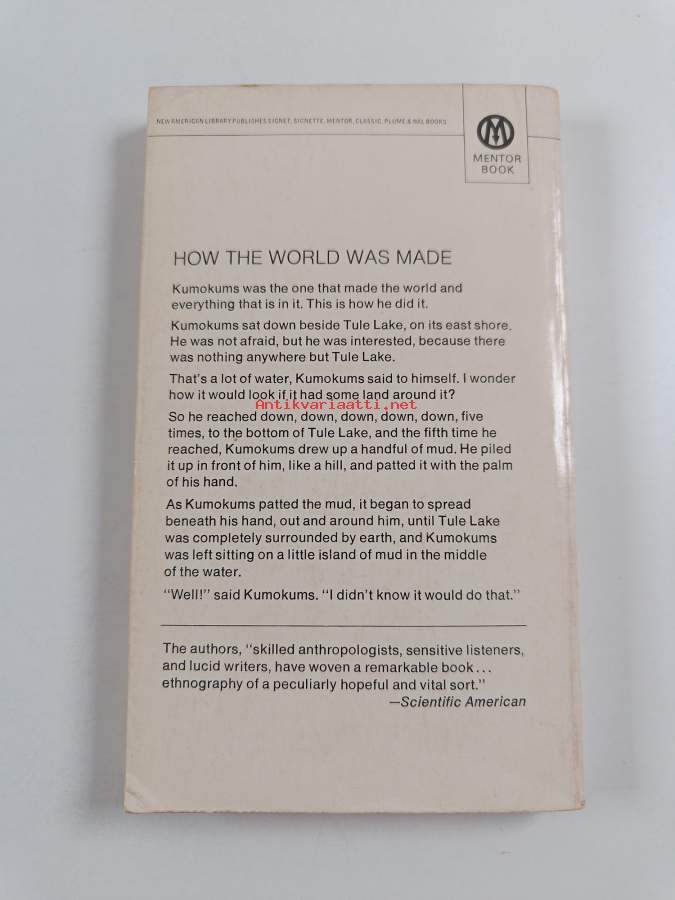 NEW AMERICAN LIBRARY PUBLISHES SIGNET, SIGNETTE, MENTOR, CLASSIC, PLUME & NAL BOOKS
MENTOR
BOOK
HOW THE WORLD WAS MADE
Kumokums was the one that made the world and
everything that is in it. This is how he did it.
Kumokums sat down beside Tule Lake, on its east shore.
He was not afraid, but he was interested, because there
was nothing anywhere but Tule Lake.
That's a lot of water, Kumokums said to himself. I wonder
how it would look if it had some land around it?
Antikvariaatti.net
So he reached down, down, down, down, down, five
times, to the bottom of Tule Lake, and the fifth time he
reached, Kumokums drew up a handful of mud. He piled
it up in front of him, like a hill, and patted it with the palm
of his hand.
As Kumokums patted the mud, it began to spread
beneath his hand, out and around him, until Tule Lake
was completely surrounded by earth, and Kumokums
was left sitting on a little island of mud in the middle
of the water.
"Well!" said Kumokums. "I didn't know it would do that."
The authors, "skilled anthropologists, sensitive listeners,
and lucid writers, have woven a remarkable book...
ethnography of a peculiarly hopeful and vital sort."
—Scientific American